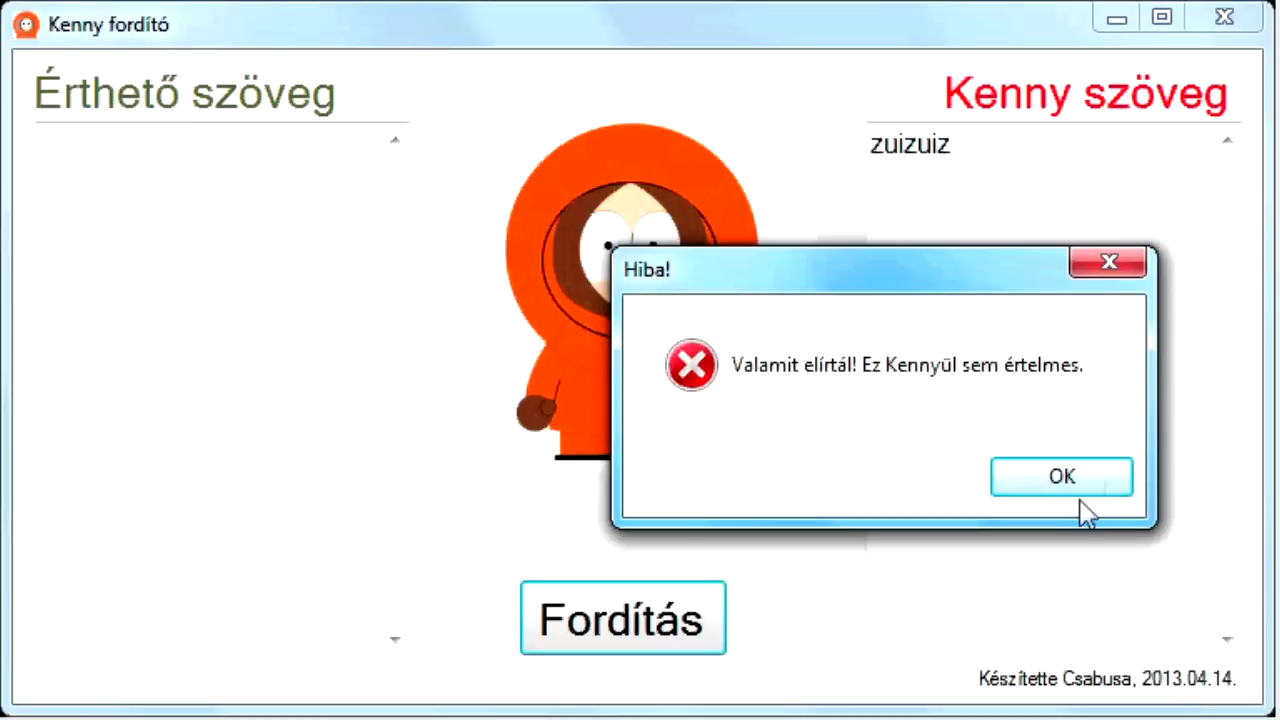 Kenny fordító
Érthető szöveg
Kenny szöveg
zuizuiz
Hiba!
Valamit elírtál! Ez Kennyül sem értelmes.
OK
Fordítás
Készítette Csabusa, 2013.04.14.